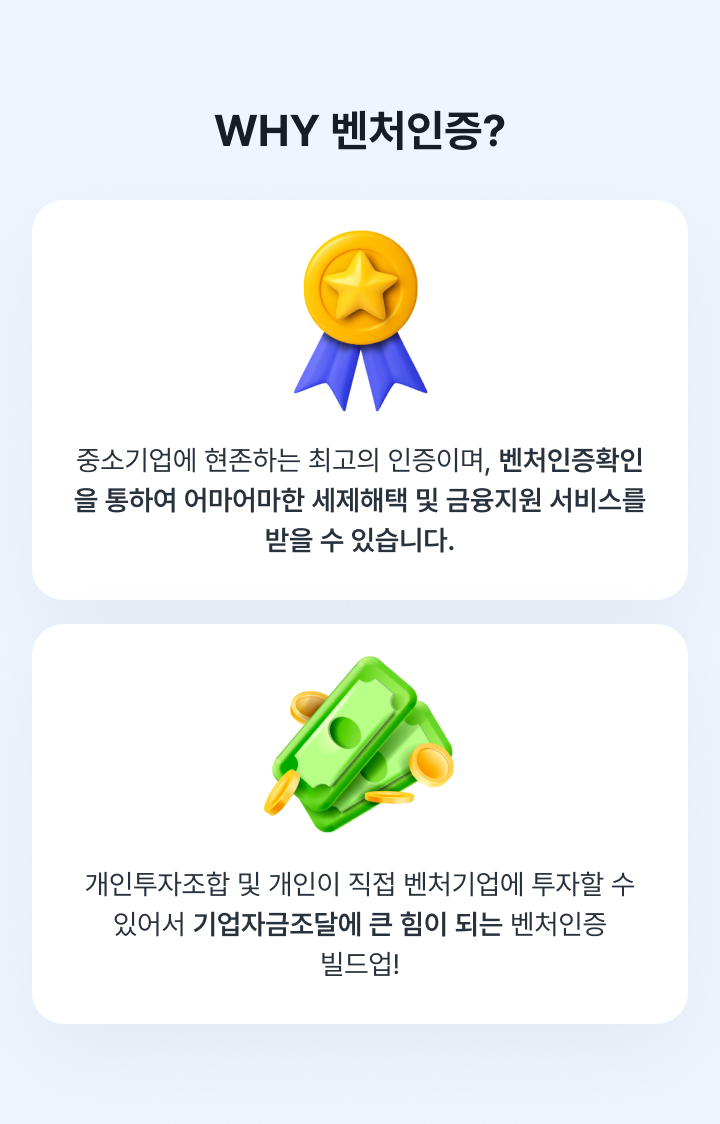 WHY 벤처인증?
중소기업에 현존하는 최고의 인증이며, 벤처인증확인
을 통하여 어마어마한 세제해택 및 금융지원 서비스를
받을 수 있습니다.
개인투자조합 및 개인이 직접 벤처기업에 투자할 수
있어서 기업자금조달에 큰 힘이 되는 벤처인증
빌드업!